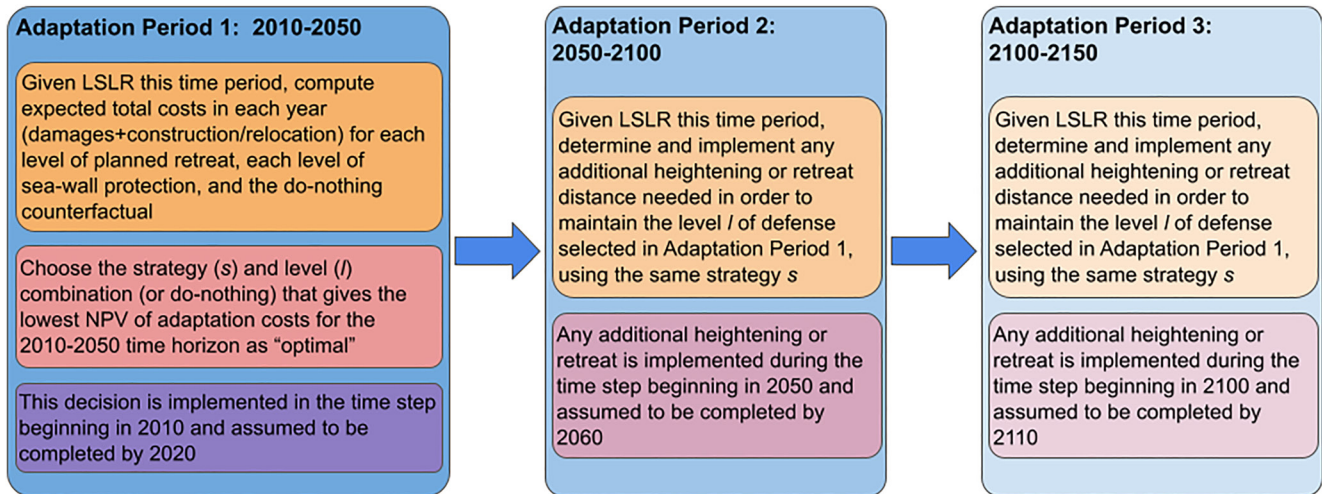 Adaptation Period 1: 2010-2050
Given LSLR this time period, compute
expected total costs in each year
(damages+construction/relocation) for each
level of planned retreat, each level of
sea-wall protection, and the do-nothing
counterfactual
Choose the strategy (s) and level (l)
combination (or do-nothing) that gives the
lowest NPV of adaptation costs for the
2010-2050 time horizon as “optimal”
This decision is implemented in the time step
beginning in 2010 and assumed to be
completed by 2020
Adaptation Period 2:
2050-2100
Given LSLR this time period,
determine and implement any
additional heightening or retreat
distance needed in order to
maintain the level l of defense
selected in Adaptation Period 1,
using the same strategy s
Any additional heightening or
retreat is implemented during the
time step beginning in 2050 and
assumed to be completed by
2060
Adaptation Period 3:
2100-2150
Given LSLR this time period,
determine and implement any
additional heightening or retreat
distance needed in order to
maintain the level l of defense
selected in Adaptation Period 1,
using the same strategy s
Any additional heightening or
retreat is implemented during the
time step beginning in 2100 and
assumed to be completed by
2110